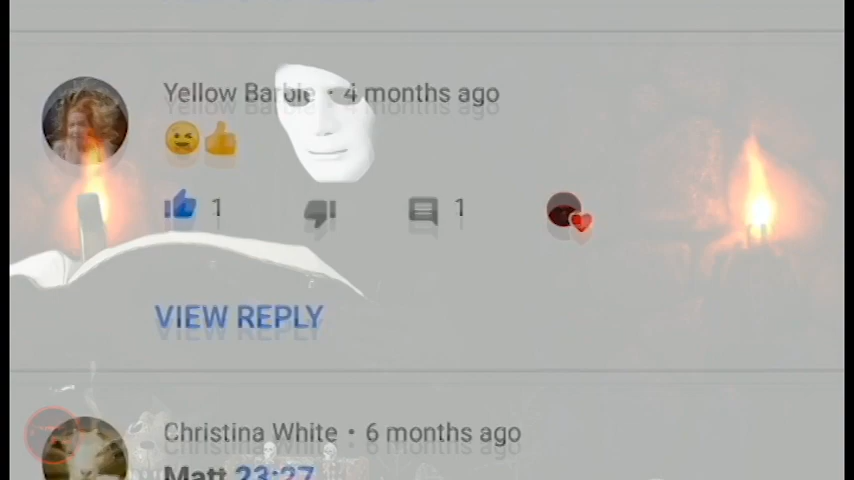 Yellow Barbie • 4 months ago
😆👍
1 1
VIEW REPLY
Christina White • 6 months ago
Matt 23:27